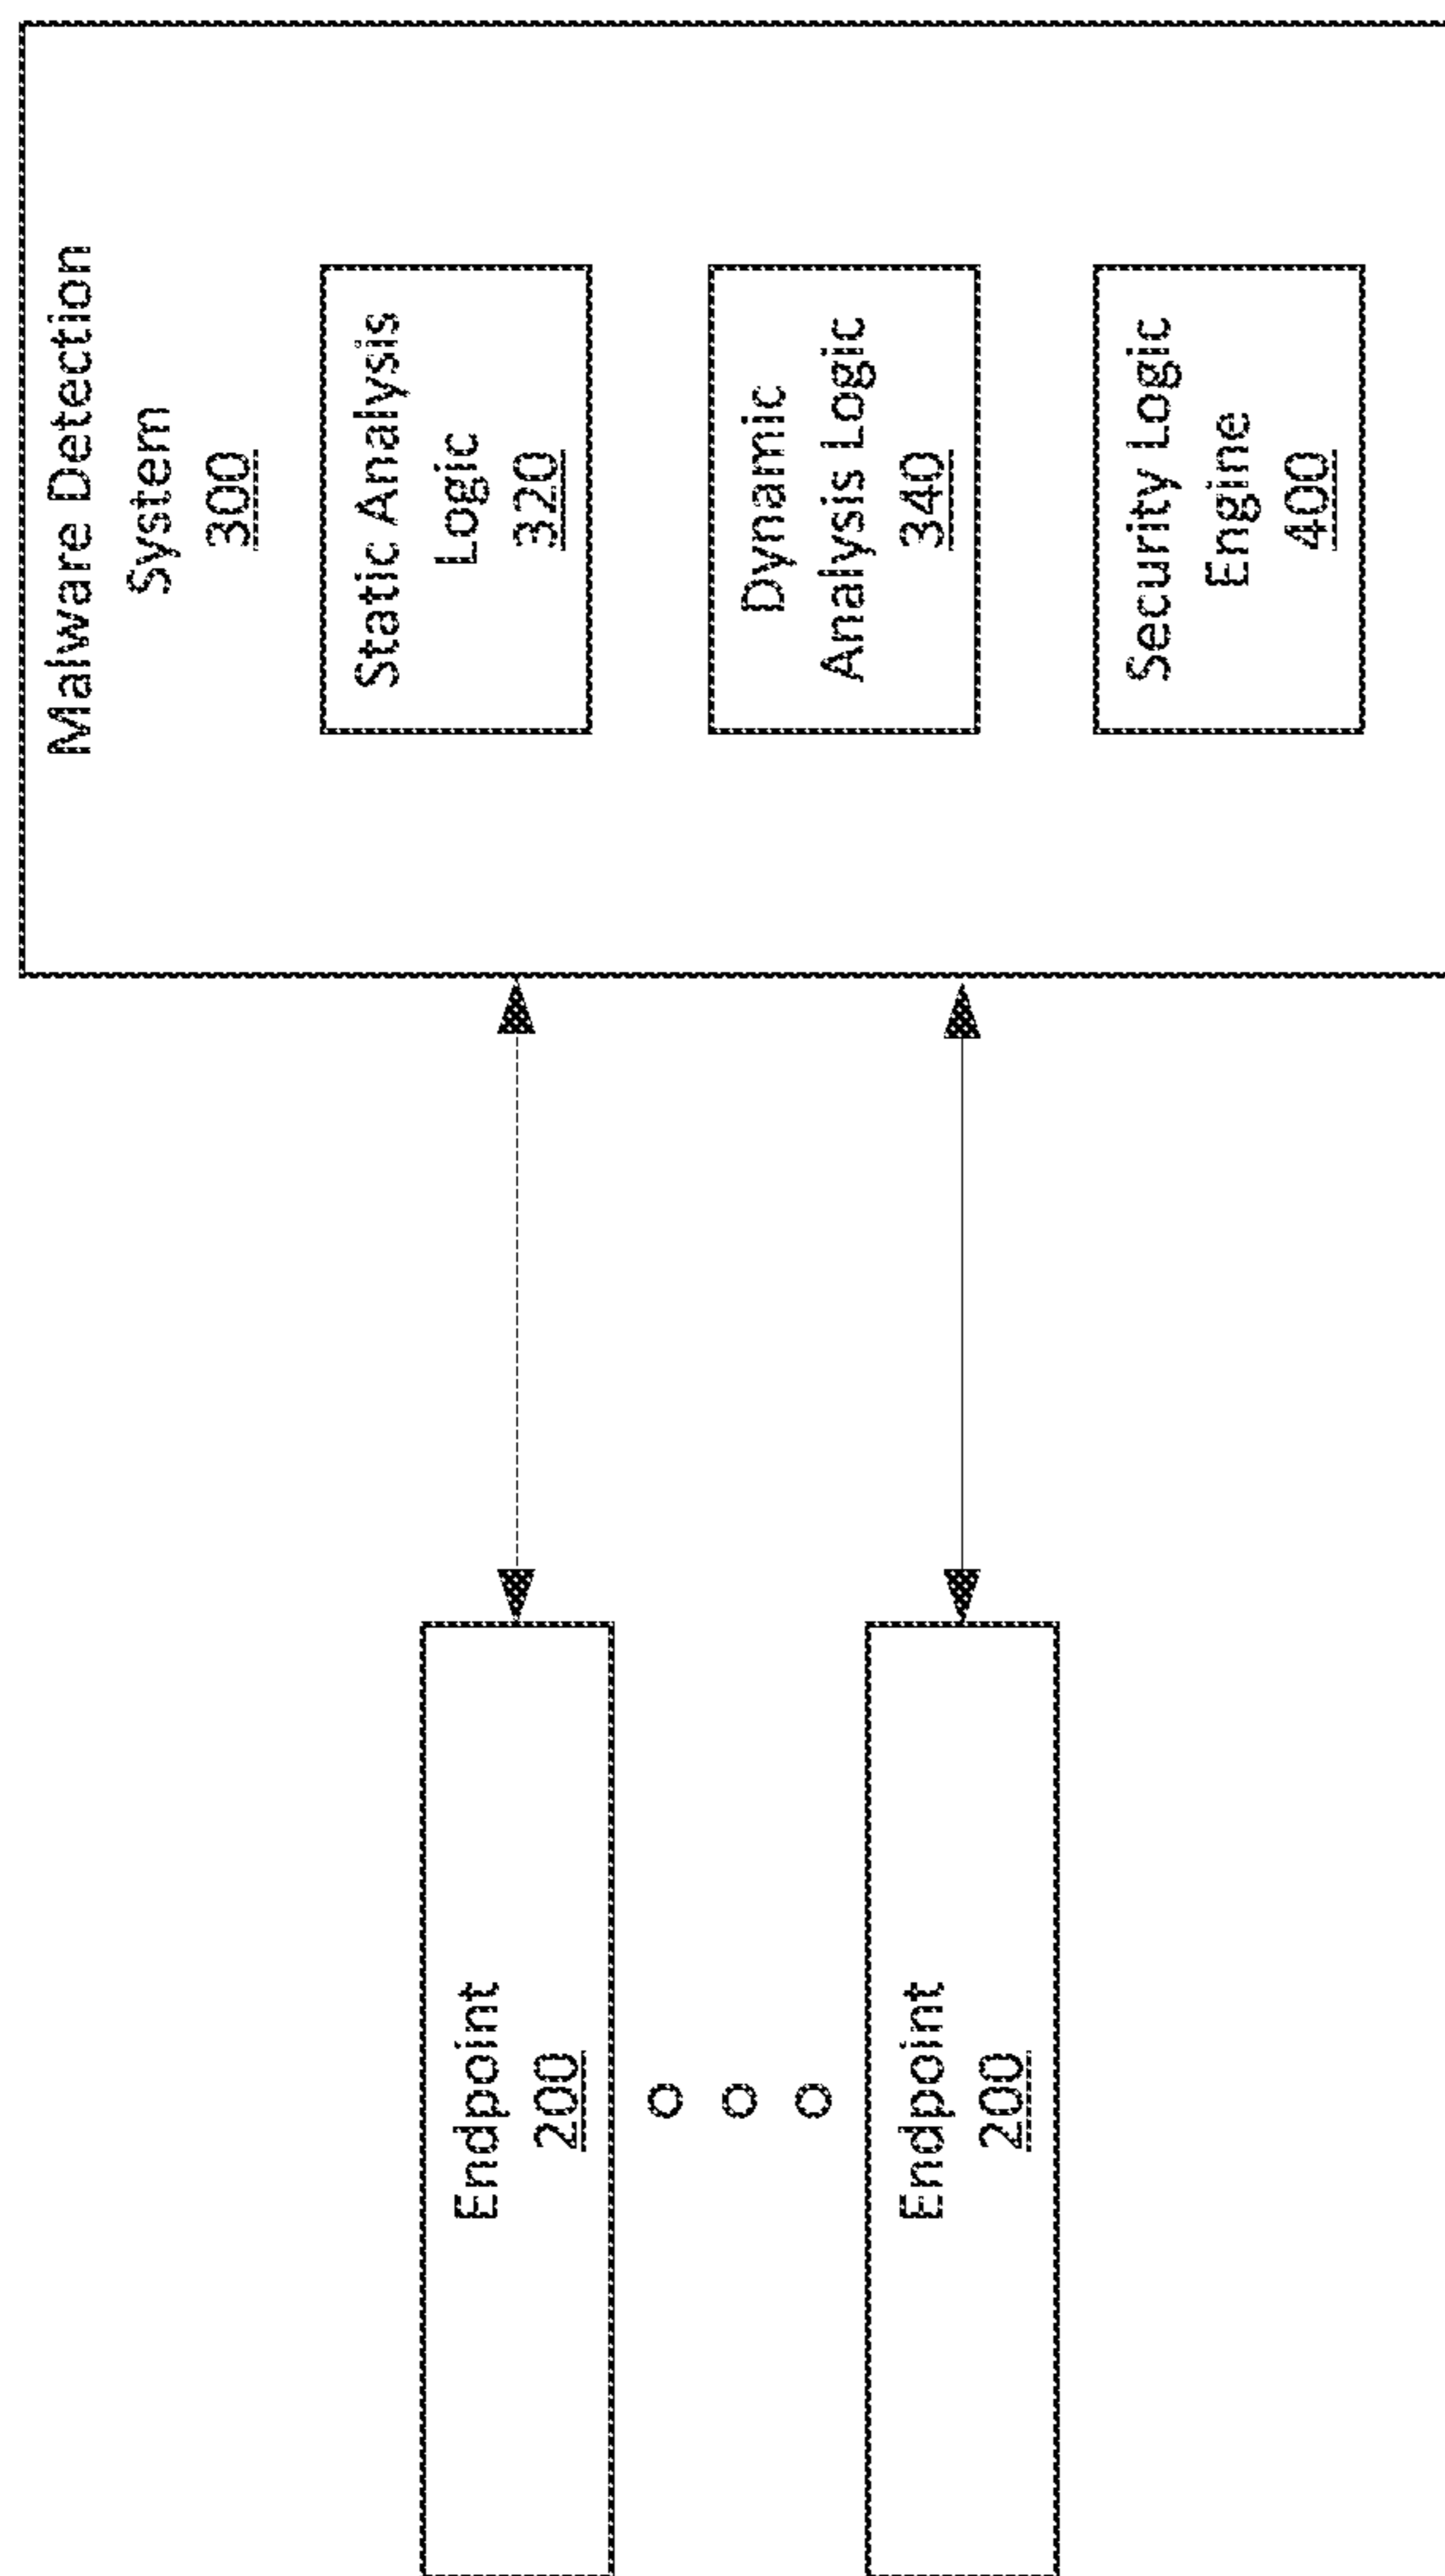 Malware Detection
System
300
Static Analysis
Logic
320
Dynamic
Analysis Logic
340
Security Logic
Engine
400
Endpoint
200
Endpoint
200